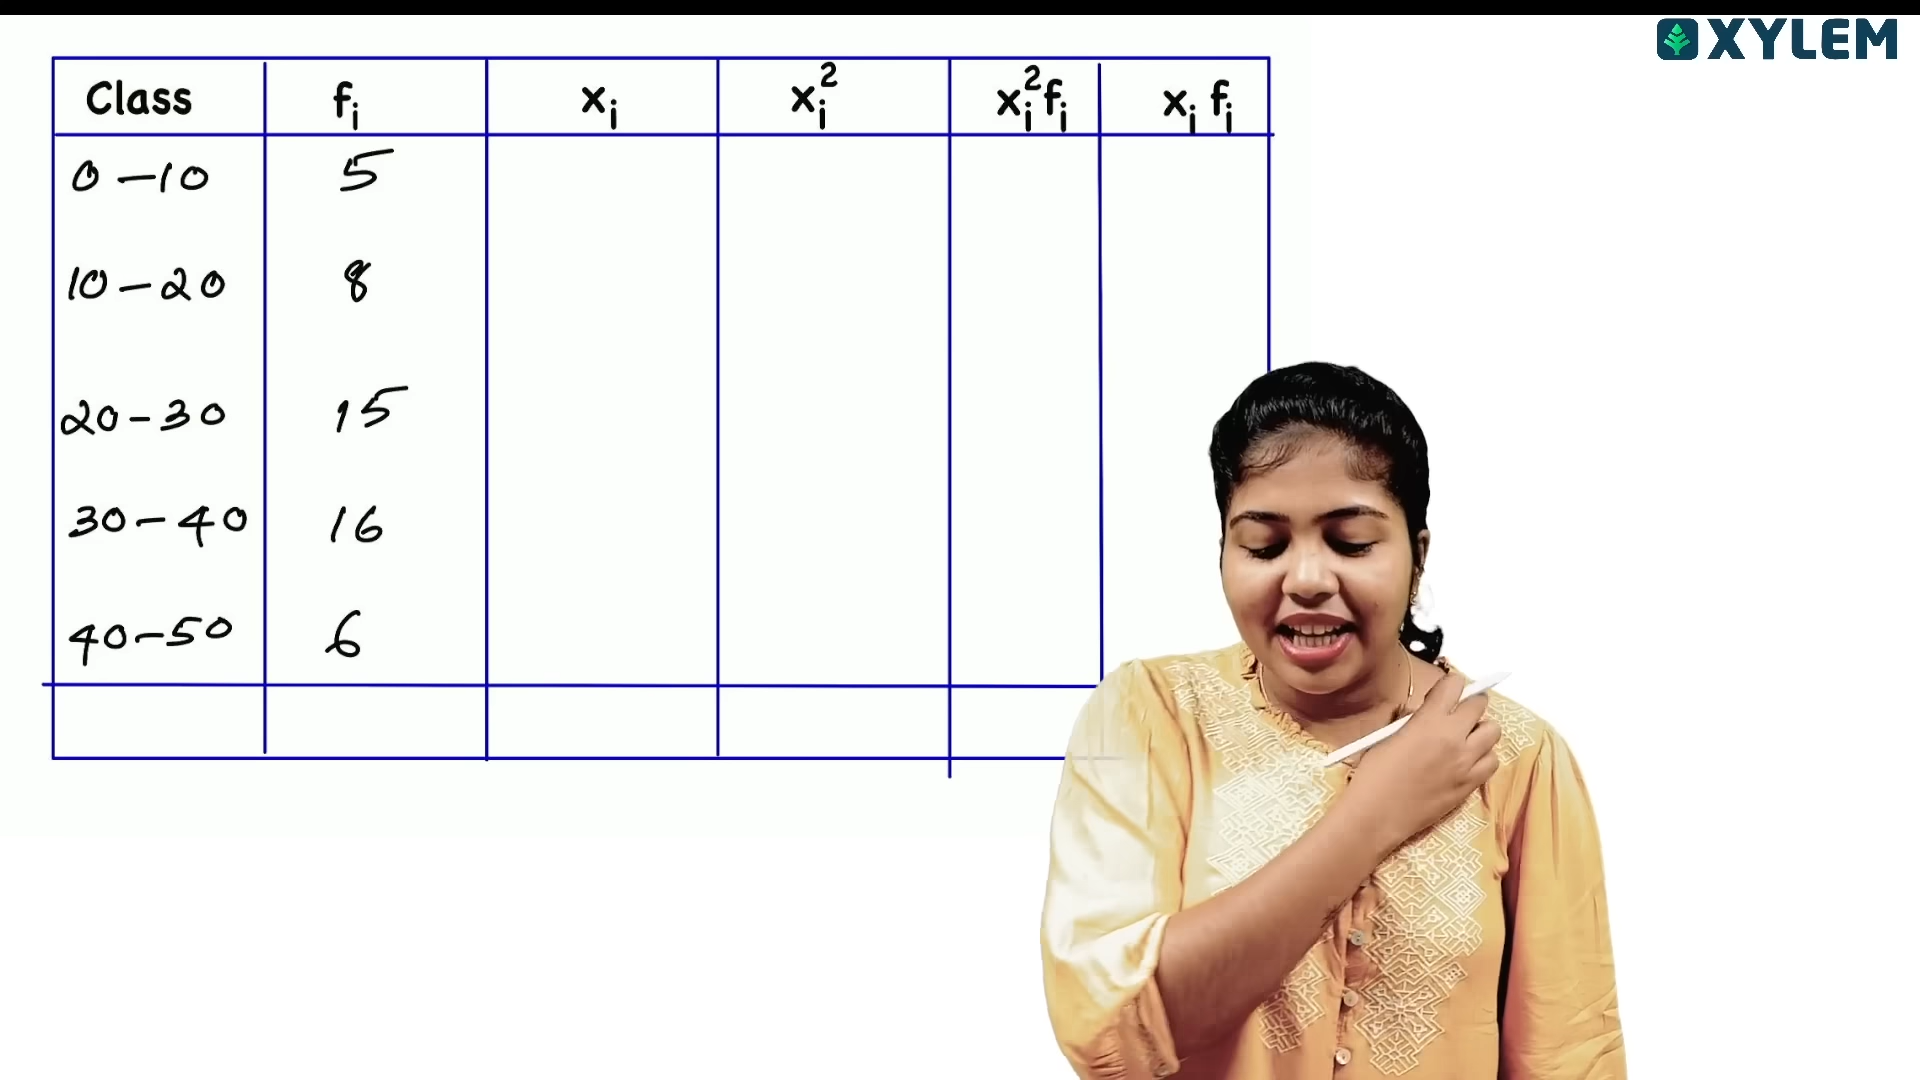 XYLEM
Class fᵢ xᵢ xᵢ² xᵢ²fᵢ xᵢ fᵢ
0 – 10 5
10 – 20 8
20 – 30 15
30 – 40 16
40 – 50 6